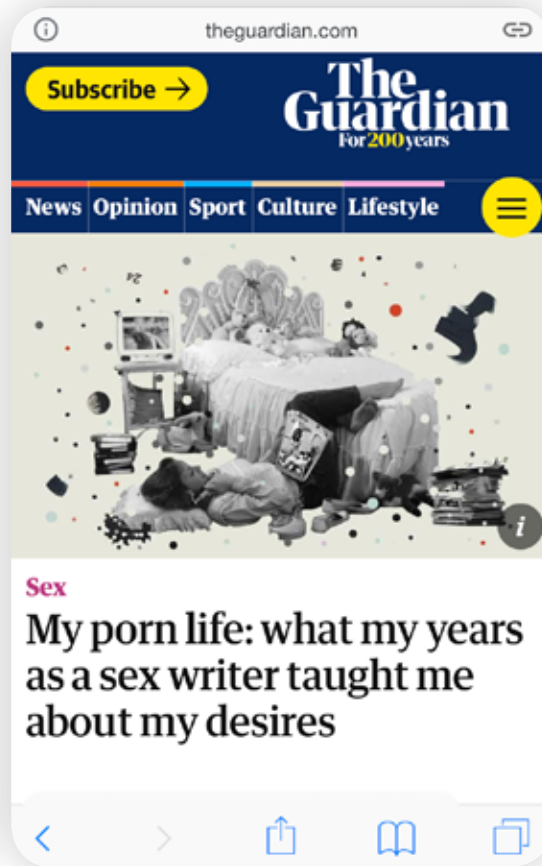 theguardian.com
Subscribe →
The
Guardian
For 200 years
News Opinion Sport Culture Lifestyle
i
Sex
My porn life: what my years
as a sex writer taught me
about my desires